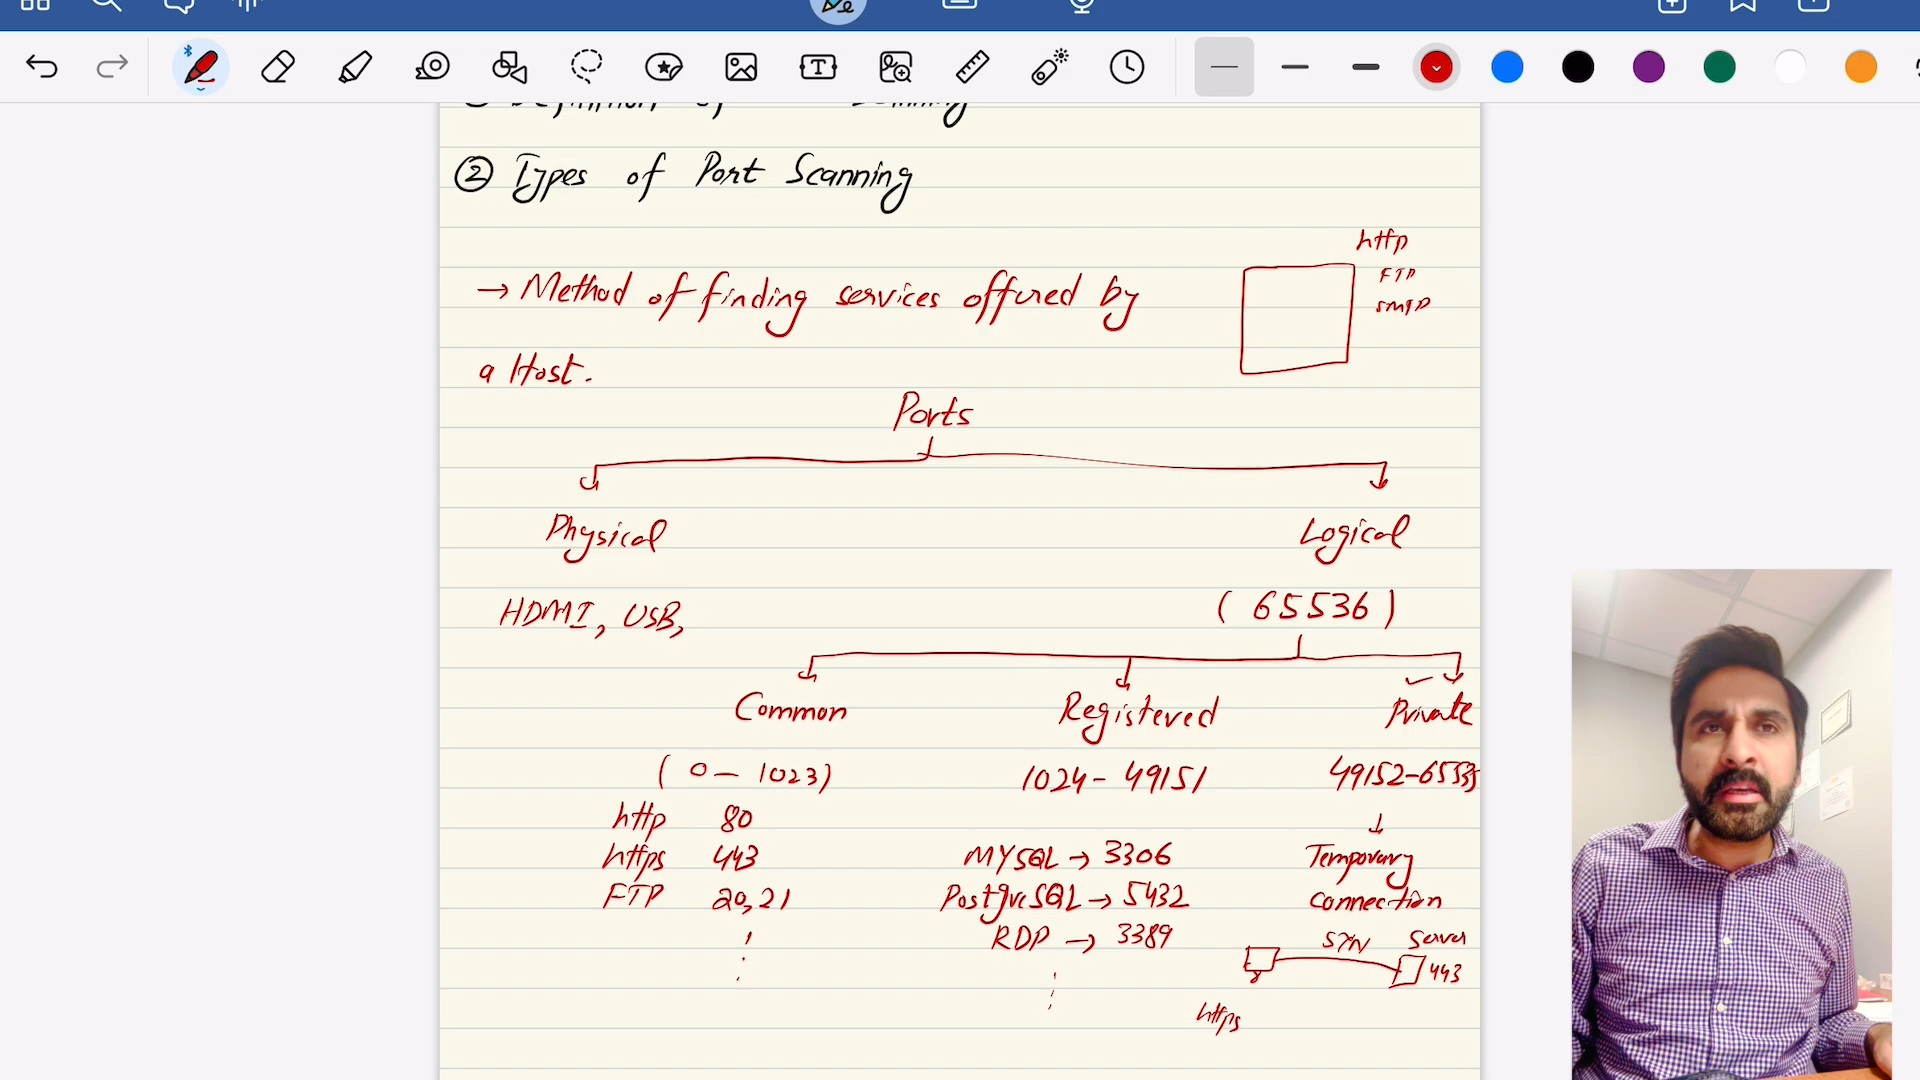 ② Types of Port Scanning
http
FTP
SMTP
→ Method of finding services offered by
a Host.
Ports
Physical
Logical
HDMI, USB,
( 65536 )
Common
Registered
Private
( 0 – 1023)
1024 – 49151
49152–65535
http 80
https 443
FTP 20,21
MYSQL → 3306
PostgreSQL → 5432
RDP → 3389
Temporary
connection
SYN
Server
443
https